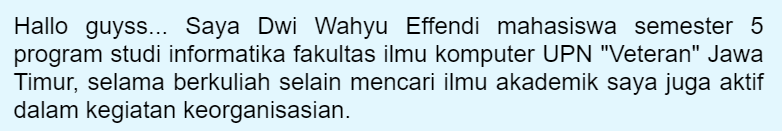 Hallo guyss... Saya Dwi Wahyu Effendi mahasiswa semester 5
program studi informatika fakultas ilmu komputer UPN "Veteran" Jawa
Timur, selama berkuliah selain mencari ilmu akademik saya juga aktif
dalam kegiatan keorganisasian.